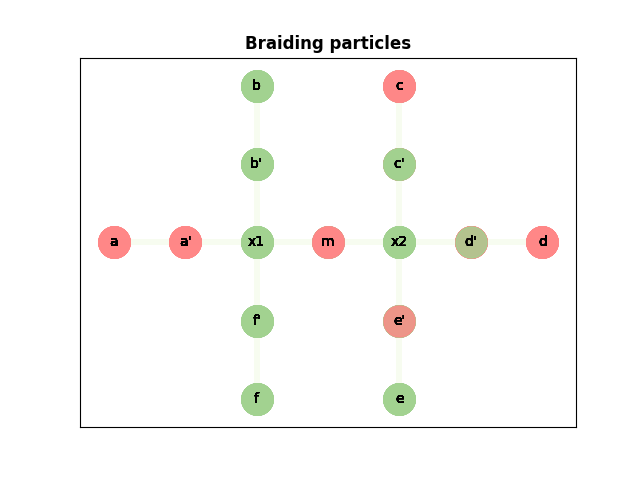 Braiding particles
b c
b' c'
a a' x1 m x2 d' d
f' e'
f e